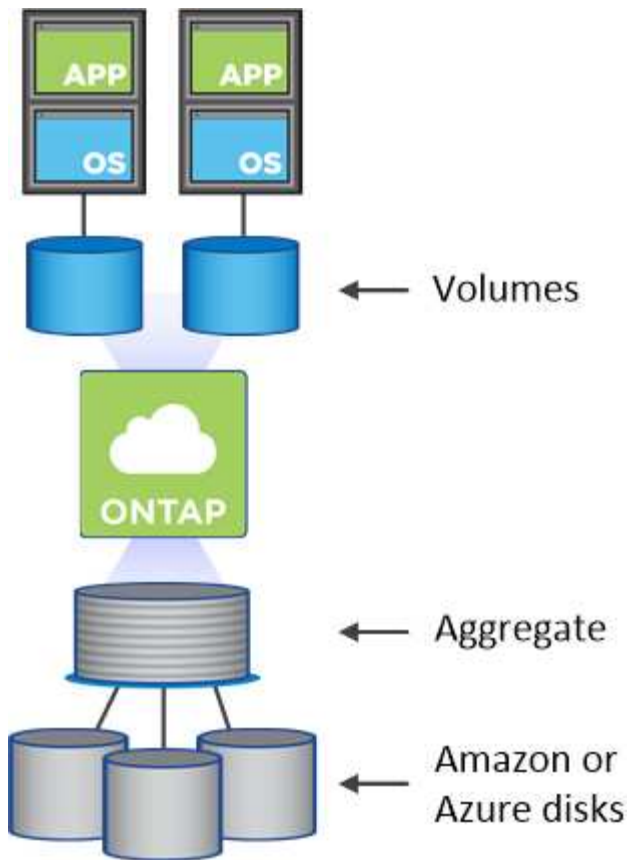 APP
APP
OS
OS
Volumes
ONTAP
Aggregate
Amazon or
Azure disks